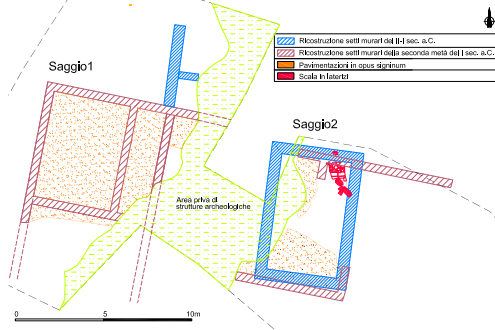 Ricostruzione setti murari del II-I sec. a.C.
Ricostruzione setti murari della seconda metà del I sec. a.C.
Pavimentazioni in opus signinum
Scala in laterizi
Saggio1
Saggio2
Area priva di
strutture archeologiche
0 5 10m